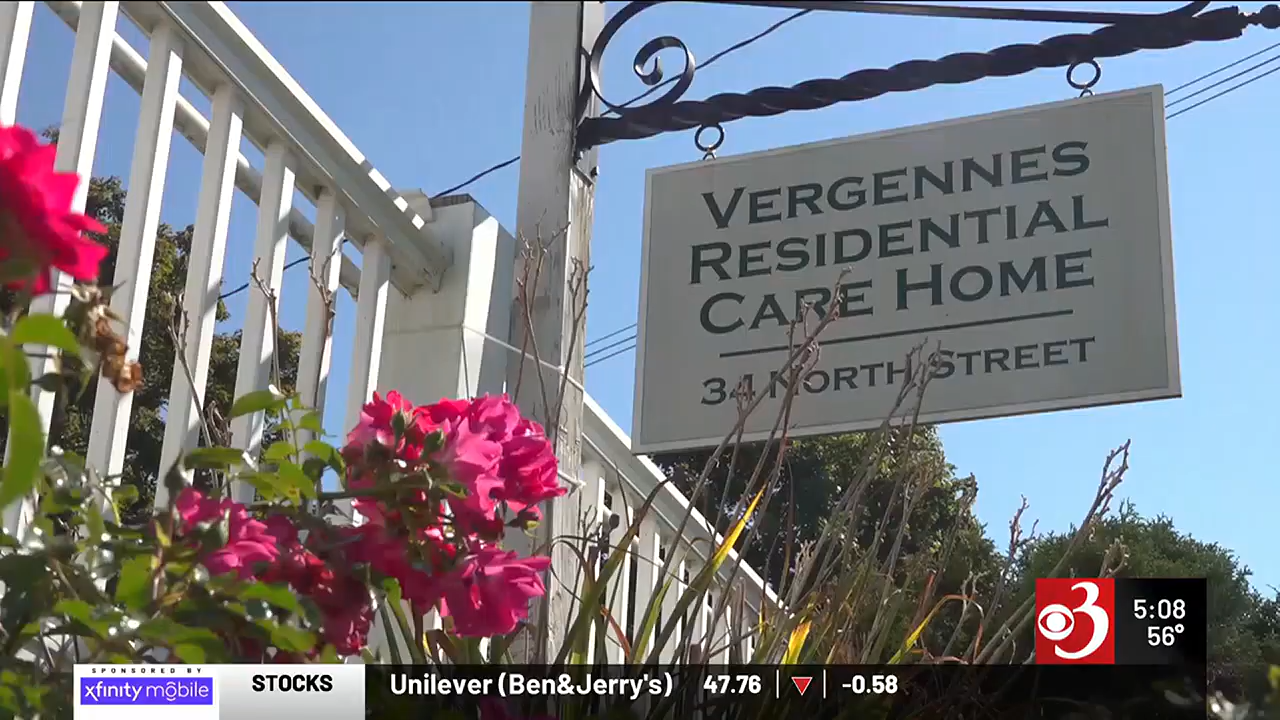 VERGENNES
RESIDENTIAL
CARE HOME
34 NORTH STREET
3
5:08
56°
SPONSORED BY
xfinity mobile
STOCKS
Unilever (Ben&Jerry's) 47.76 -0.58